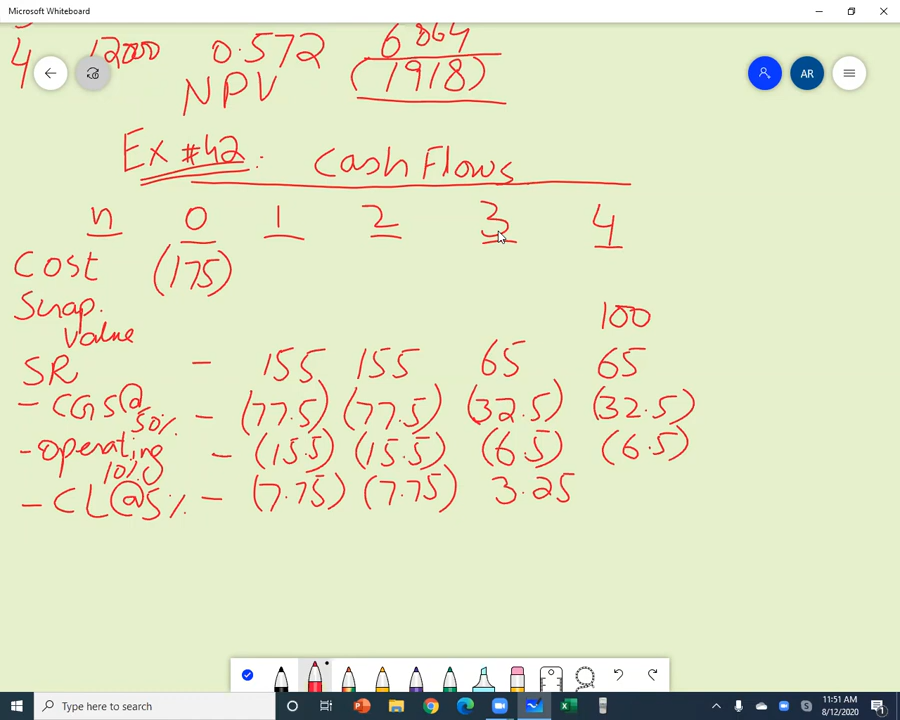 Microsoft Whiteboard
4 12000 0.572 6864
NPV (1918)
AR
Ex #42: Cash Flows
n 0 1 2 3 4
Cost (175)
Scrap. Value 100
SR - 155 155 65 65
- CGS@ 50% - (77.5) (77.5) (32.5) (32.5)
- Operating 10% - (15.5) (15.5) (6.5) (6.5)
- CL@5% - (7.75) (7.75) 3.25
Type here to search
11:51 AM
8/12/2020